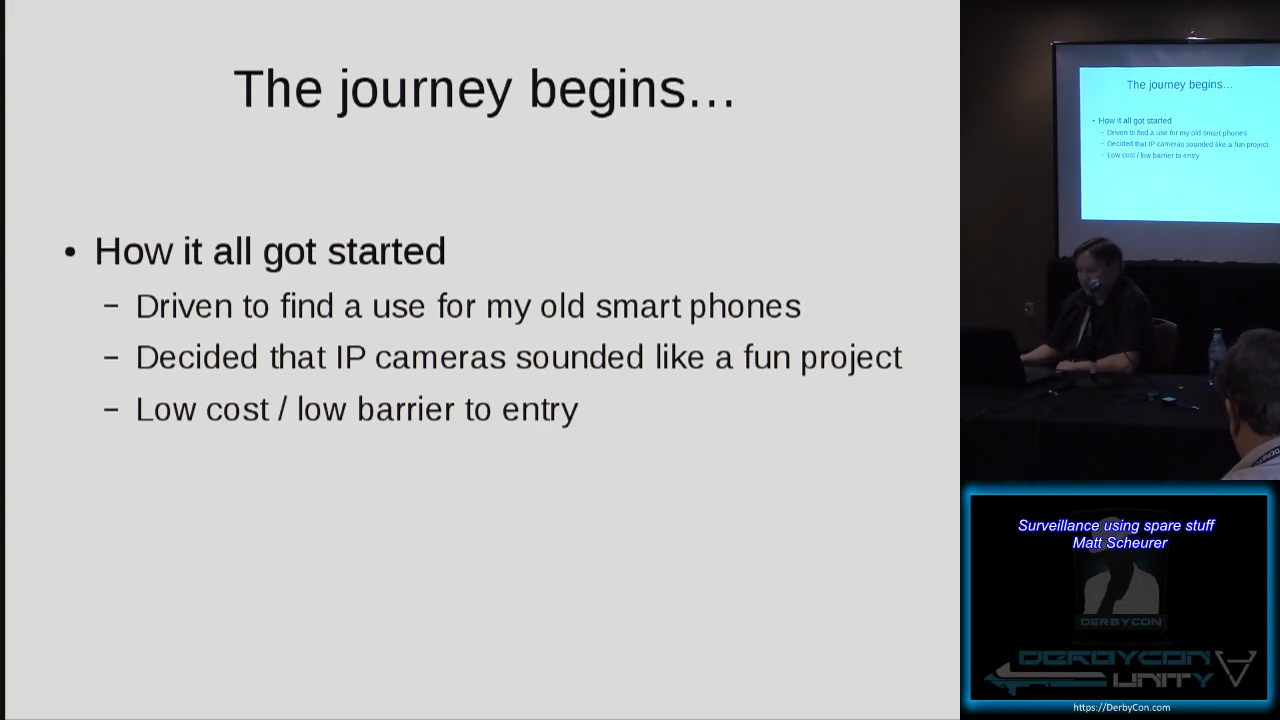 The journey begins...
• How it all got started
– Driven to find a use for my old smart phones
– Decided that IP cameras sounded like a fun project
– Low cost / low barrier to entry
The journey begins...
• How it all got started
– Driven to find a use for my old smart phones
– Decided that IP cameras sounded like a fun project
– Low cost / low barrier to entry
Surveillance using spare stuff
Matt Scheurer
DERBYCON
DERBYCON
UNITY
https://DerbyCon.com